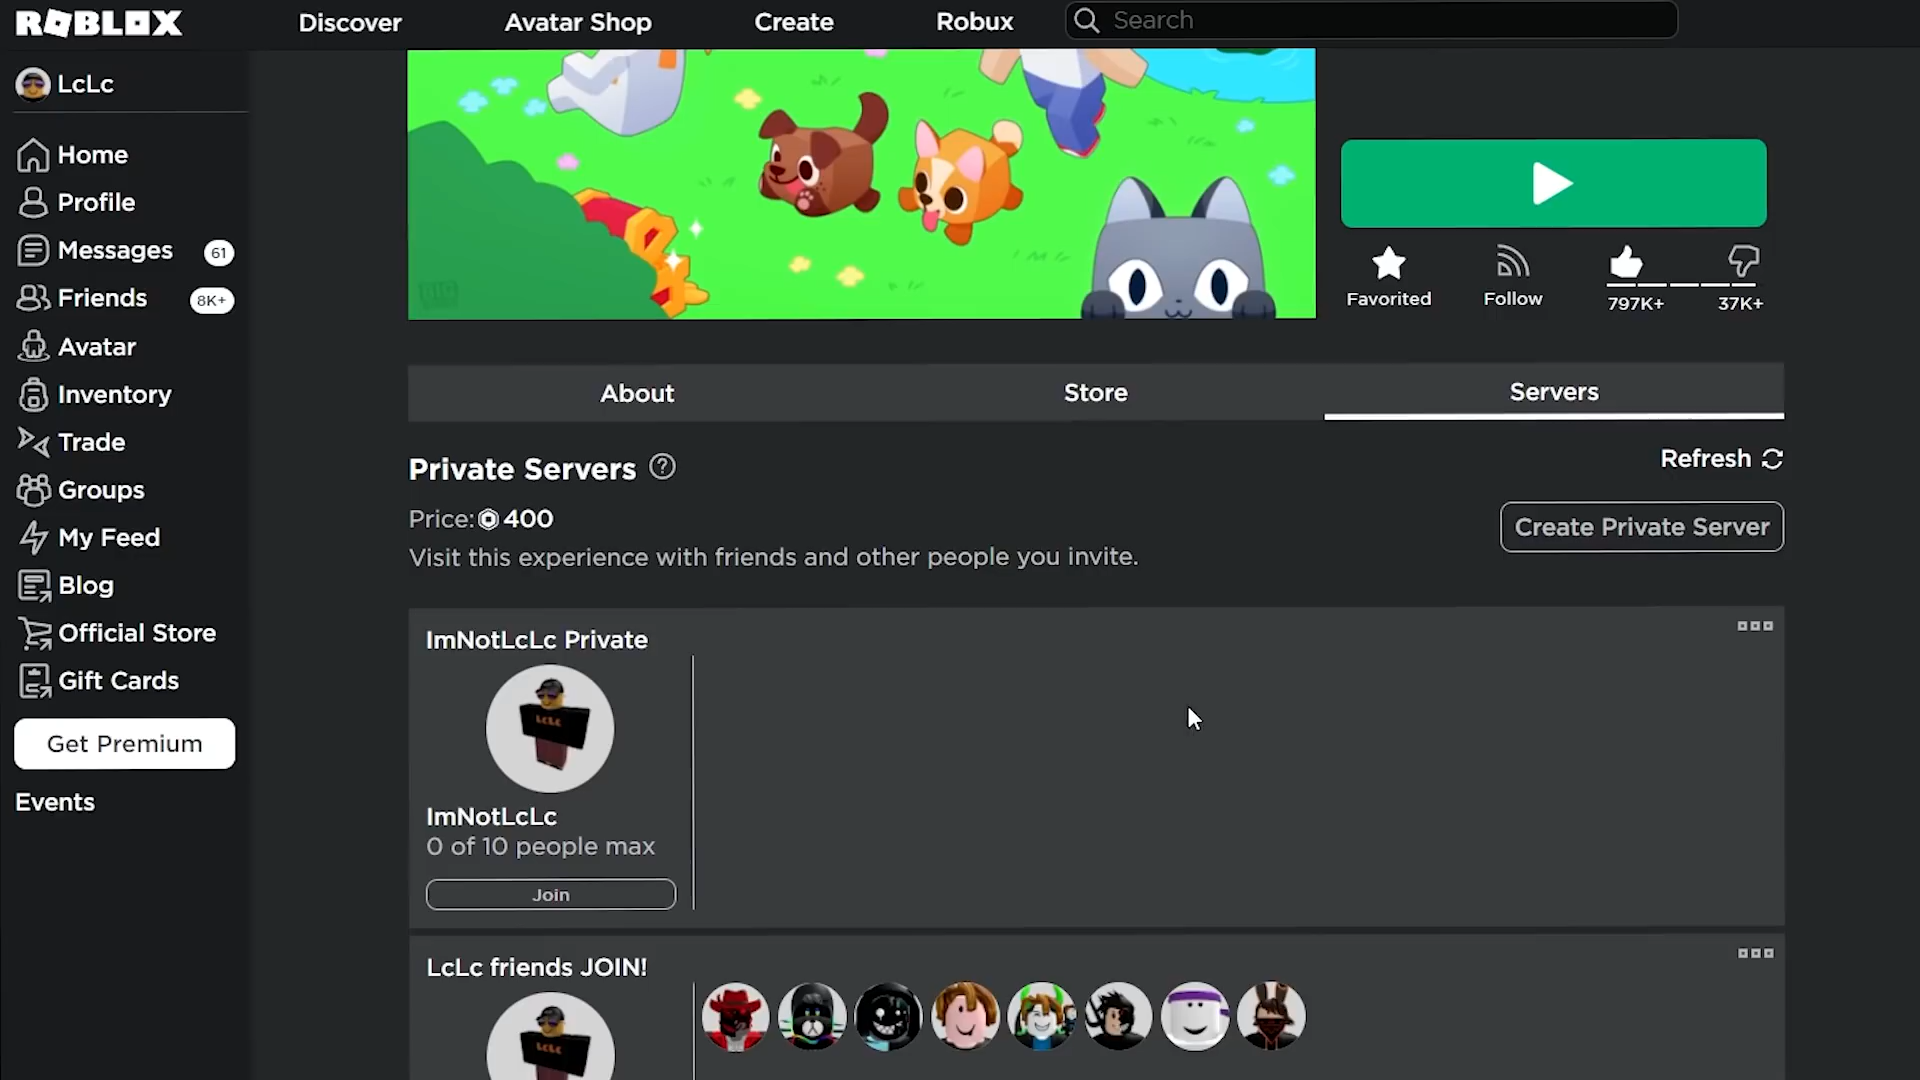 ROBLOX
Discover
Avatar Shop
Create
Robux
Search
LcLc
Home
Profile
Messages 61
Friends 8K+
Avatar
Inventory
Trade
Groups
My Feed
Blog
Official Store
Gift Cards
Get Premium
Events
BIG
Favorited
Follow
797K+
37K+
About
Store
Servers
Private Servers
Refresh
Price: 400
Create Private Server
Visit this experience with friends and other people you invite.
ImNotLcLc Private
LcLc
ImNotLcLc
0 of 10 people max
Join
LcLc friends JOIN!
LcLc